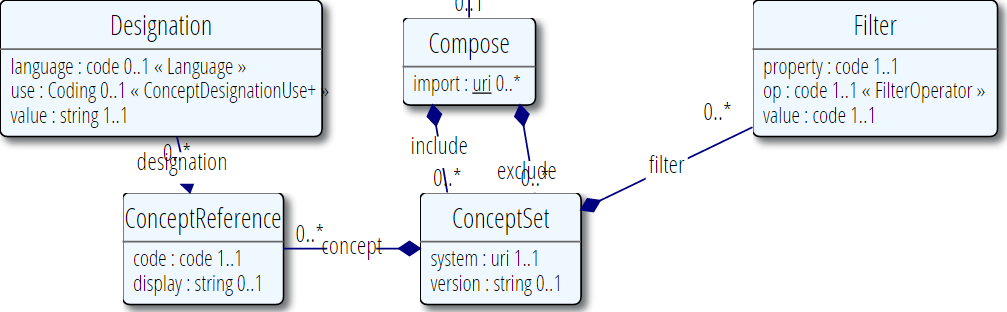 0..1
Designation
language : code 0..1 « Language »
use : Coding 0..1 « ConceptDesignationUse+ »
value : string 1..1
Compose
import : uri 0..*
Filter
property : code 1..1
op : code 1..1 « FilterOperator »
value : code 1..1
0..*
designation
include
0..*
exclude
0..*
0..*
filter
ConceptReference
code : code 1..1
display : string 0..1
0..*
concept
ConceptSet
system : uri 1..1
version : string 0..1